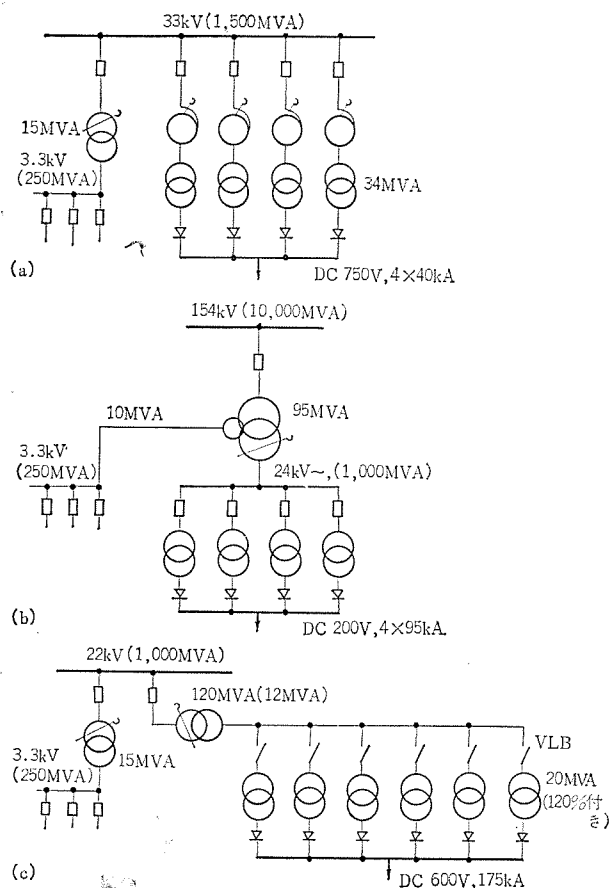 33kV(1,500MVA)
15MVA
3.3kV
(250MVA)
34MVA
(a)
DC 750V, 4×40kA
154kV(10,000MVA)
10MVA
95MVA
3.3kV
(250MVA)
24kV~,(1,000MVA)
(b)
DC 200V, 4×95kA
22kV(1,000MVA)
120MVA(12MVA)
VLB
3.3kV
(250MVA)
15MVA
20MVA
(120%付
き)
(c)
DC 600V, 175kA